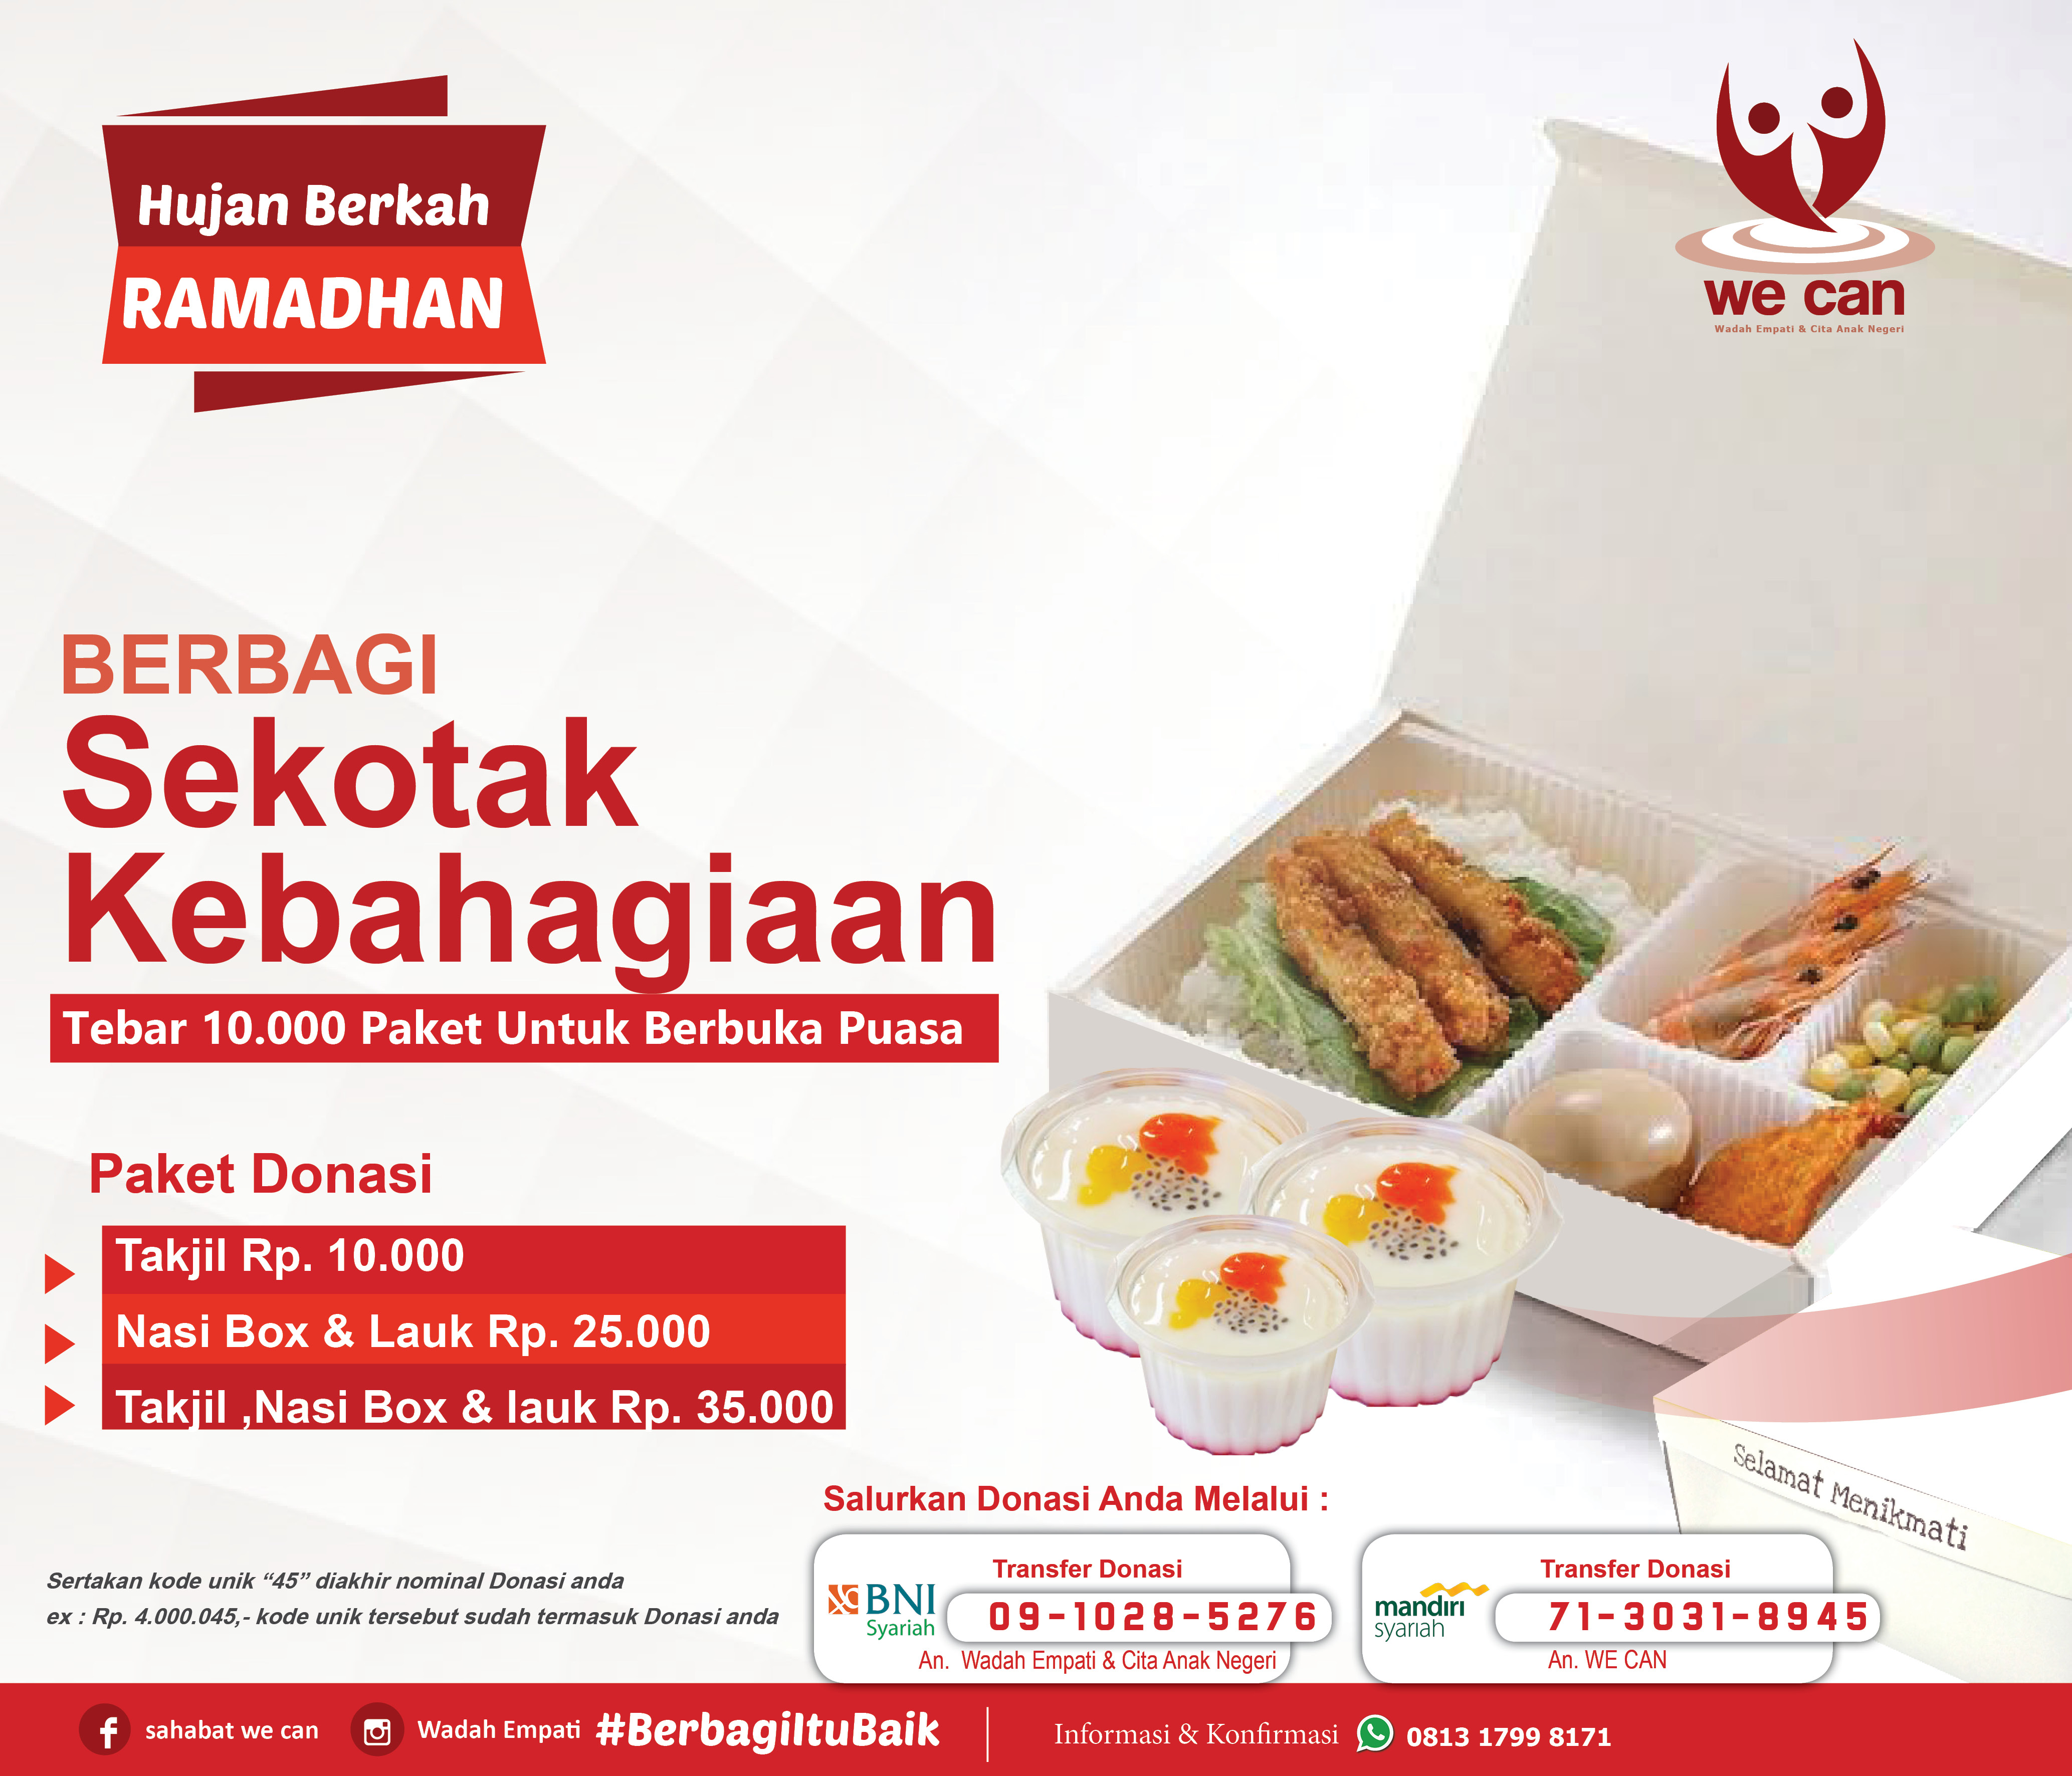 Hujan Berkah
RAMADHAN
we can
Wadah Empati & Cita Anak Negeri
BERBAGI
Sekotak
Kebahagiaan
Tebar 10.000 Paket Untuk Berbuka Puasa
Paket Donasi
Takjil Rp. 10.000
Nasi Box & Lauk Rp. 25.000
Takjil ,Nasi Box & lauk Rp. 35.000
Selamat Menikmati
Salurkan Donasi Anda Melalui :
Sertakan kode unik “45” diakhir nominal Donasi anda
ex : Rp. 4.000.045,- kode unik tersebut sudah termasuk Donasi anda
Transfer Donasi
BNI
Syariah
09-1028-5276
An. Wadah Empati & Cita Anak Negeri
Transfer Donasi
mandiri
syariah
71-3031-8945
An. WE CAN
f sahabat we can
Wadah Empati
#BerbagiItuBaik
Informasi & Konfirmasi
0813 1799 8171